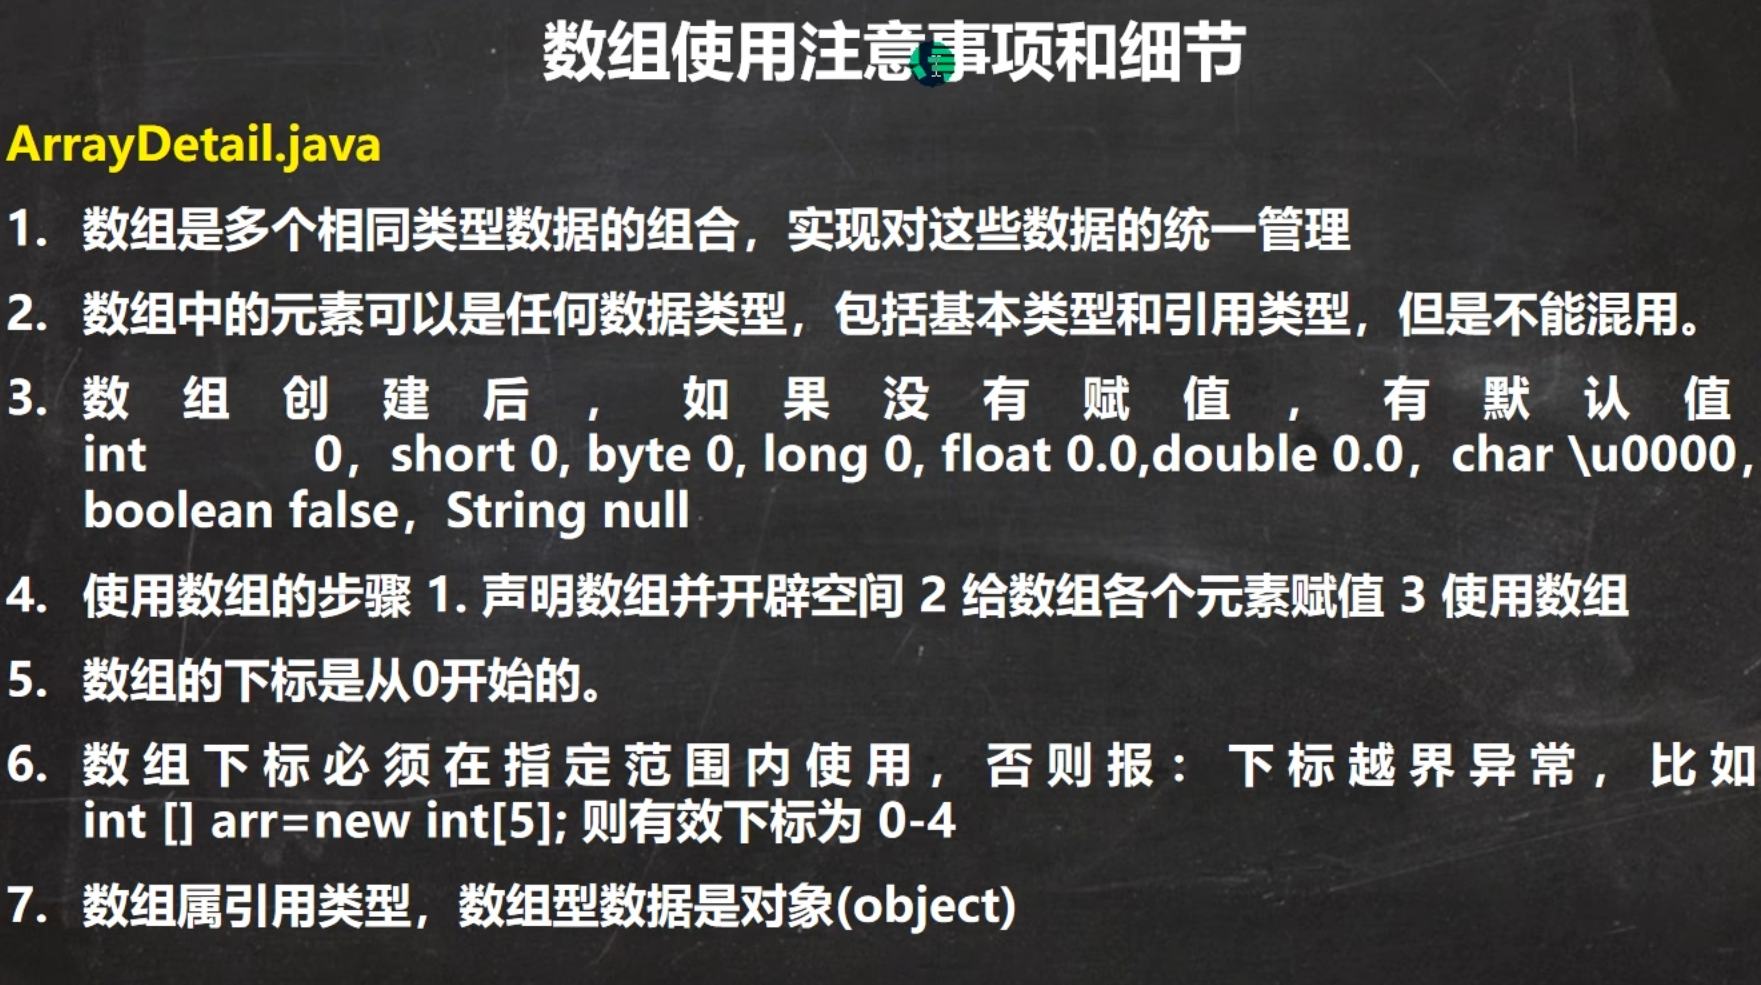 数组使用注意事项和细节
ArrayDetail.java
1. 数组是多个相同类型数据的组合，实现对这些数据的统一管理
2. 数组中的元素可以是任何数据类型，包括基本类型和引用类型，但是不能混用。
3. 数组创建后，如果没有赋值，有默认值
int 0，short 0, byte 0, long 0, float 0.0,double 0.0，char \u0000，
boolean false，String null
4. 使用数组的步骤 1. 声明数组并开辟空间 2 给数组各个元素赋值 3 使用数组
5. 数组的下标是从0开始的。
6. 数组下标必须在指定范围内使用，否则报：下标越界异常，比如
int [] arr=new int[5]; 则有效下标为 0-4
7. 数组属引用类型，数组型数据是对象(object)